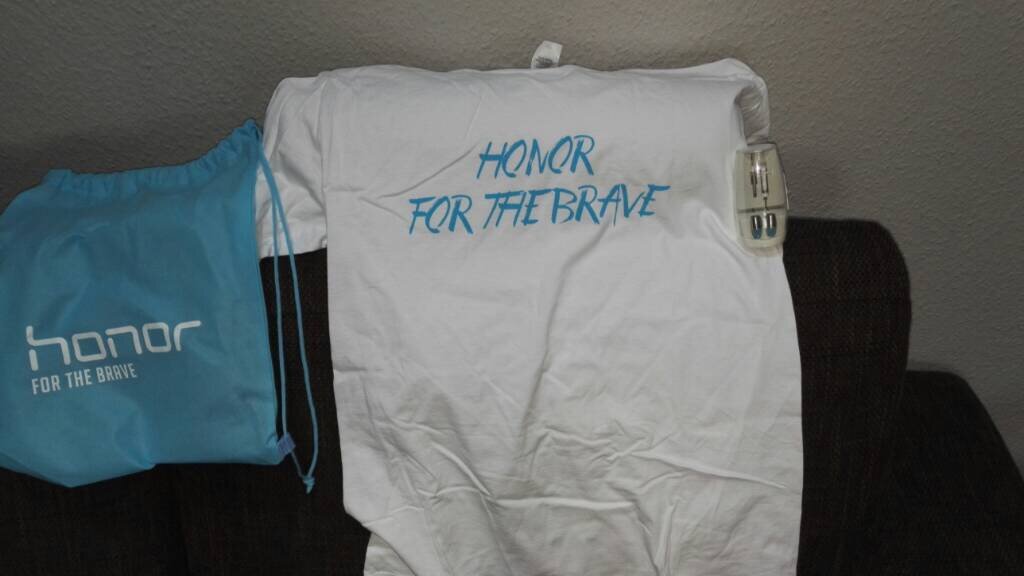 honor
FOR THE BRAVE
HONOR
FOR THE BRAVE